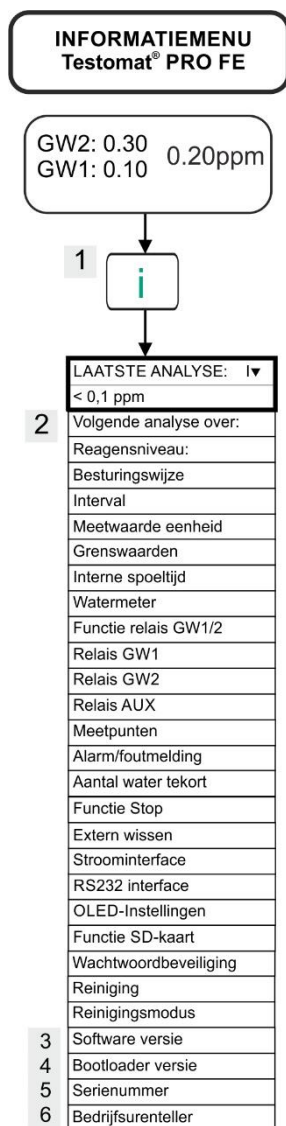 INFORMATIEMENU
Testomat® PRO FE
GW2: 0.30
GW1: 0.10
0.20ppm
1
i
LAATSTE ANALYSE: I▼
< 0,1 ppm
2 Volgende analyse over:
Reagensniveau:
Besturingswijze
Interval
Meetwaarde eenheid
Grenswaarden
Interne spoeltijd
Watermeter
Functie relais GW1/2
Relais GW1
Relais GW2
Relais AUX
Meetpunten
Alarm/foutmelding
Aantal water tekort
Functie Stop
Extern wissen
Stroominterface
RS232 interface
OLED-Instellingen
Functie SD-kaart
Wachtwoordbeveiliging
Reiniging
Reinigingsmodus
3 Software versie
4 Bootloader versie
5 Serienummer
6 Bedrijfsurenteller